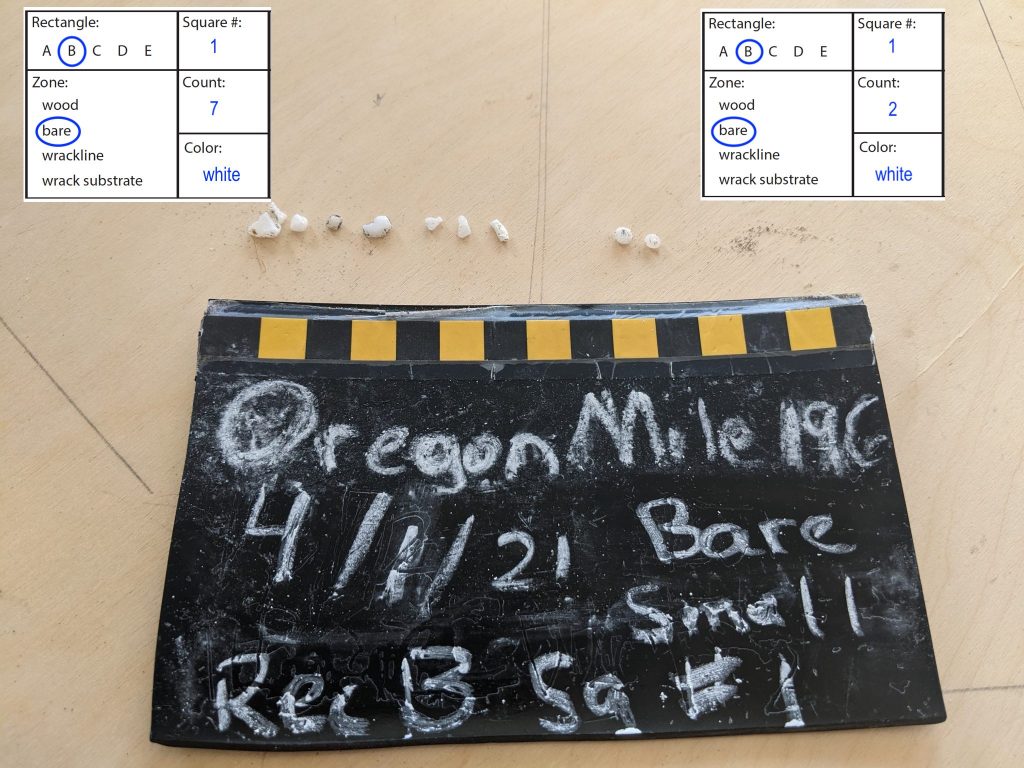 Rectangle:
A B C D E
Square #:
1
Zone:
wood
bare
wrackline
wrack substrate
Count:
7
Color:
white
Rectangle:
A B C D E
Square #:
1
Zone:
wood
bare
wrackline
wrack substrate
Count:
2
Color:
white
Oregon Mile 196
4/1/21 Bare
Small
Rec B Sq #1